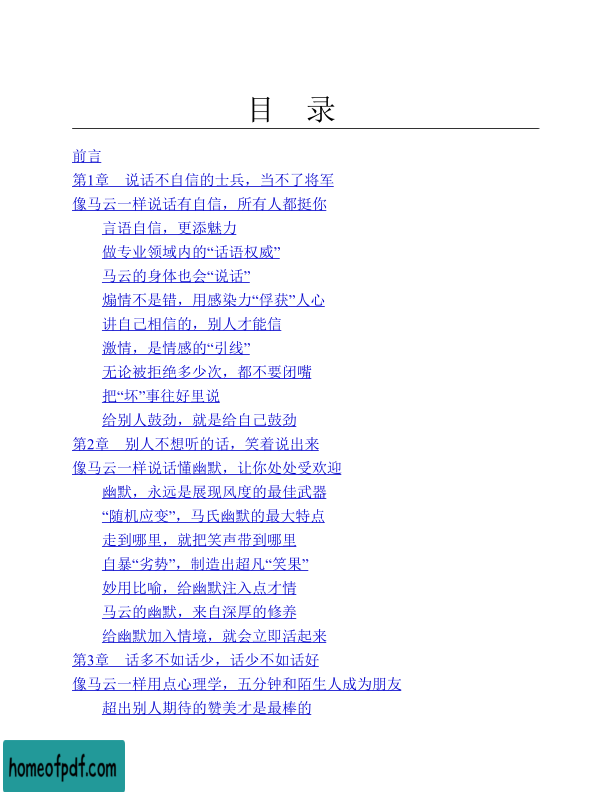 目 录
前言
第1章 说话不自信的士兵，当不了将军
像马云一样说话有自信，所有人都挺你
言语自信，更添魅力
做专业领域内的“话语权威”
马云的身体也会“说话”
煽情不是错，用感染力“俘获”人心
讲自己相信的，别人才能信
激情，是情感的“引线”
无论被拒绝多少次，都不要闭嘴
把“坏”事往好里说
给别人鼓劲，就是给自己鼓劲
第2章 别人不想听的话，笑着说出来
像马云一样说话懂幽默，让你处处受欢迎
幽默，永远是展现风度的最佳武器
“随机应变”，马氏幽默的最大特点
走到哪里，就把笑声带到哪里
自暴“劣势”，制造出超凡“笑果”
妙用比喻，给幽默注入点才情
马云的幽默，来自深厚的修养
给幽默加入情境，就会立即活起来
第3章 话多不如话少，话少不如话好
像马云一样用点心理学，五分钟和陌生人成为朋友
超出别人期待的赞美才是最棒的
homeofpdf.com